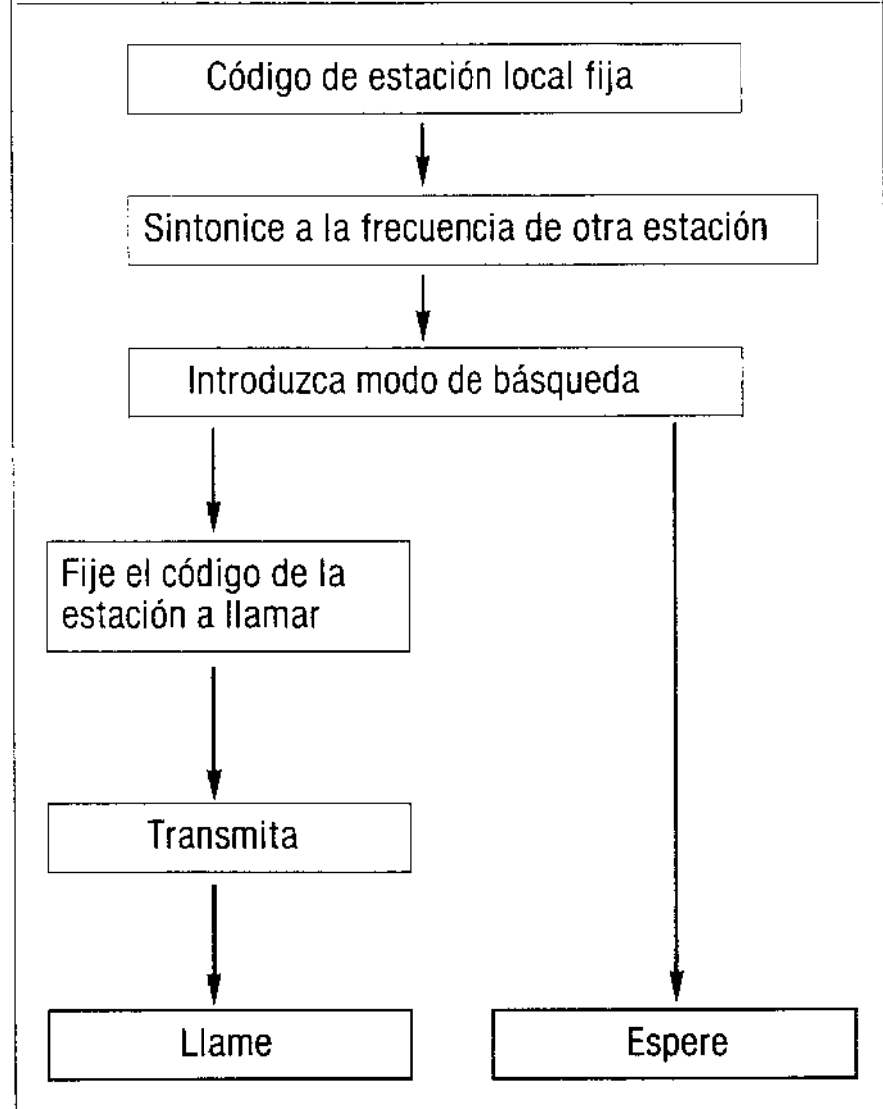 Código de estación local fija
Sintonice a la frecuencia de otra estación
Introduzca modo de básqueda
Fije el código de la
estación a llamar
Transmita
Llame
Espere